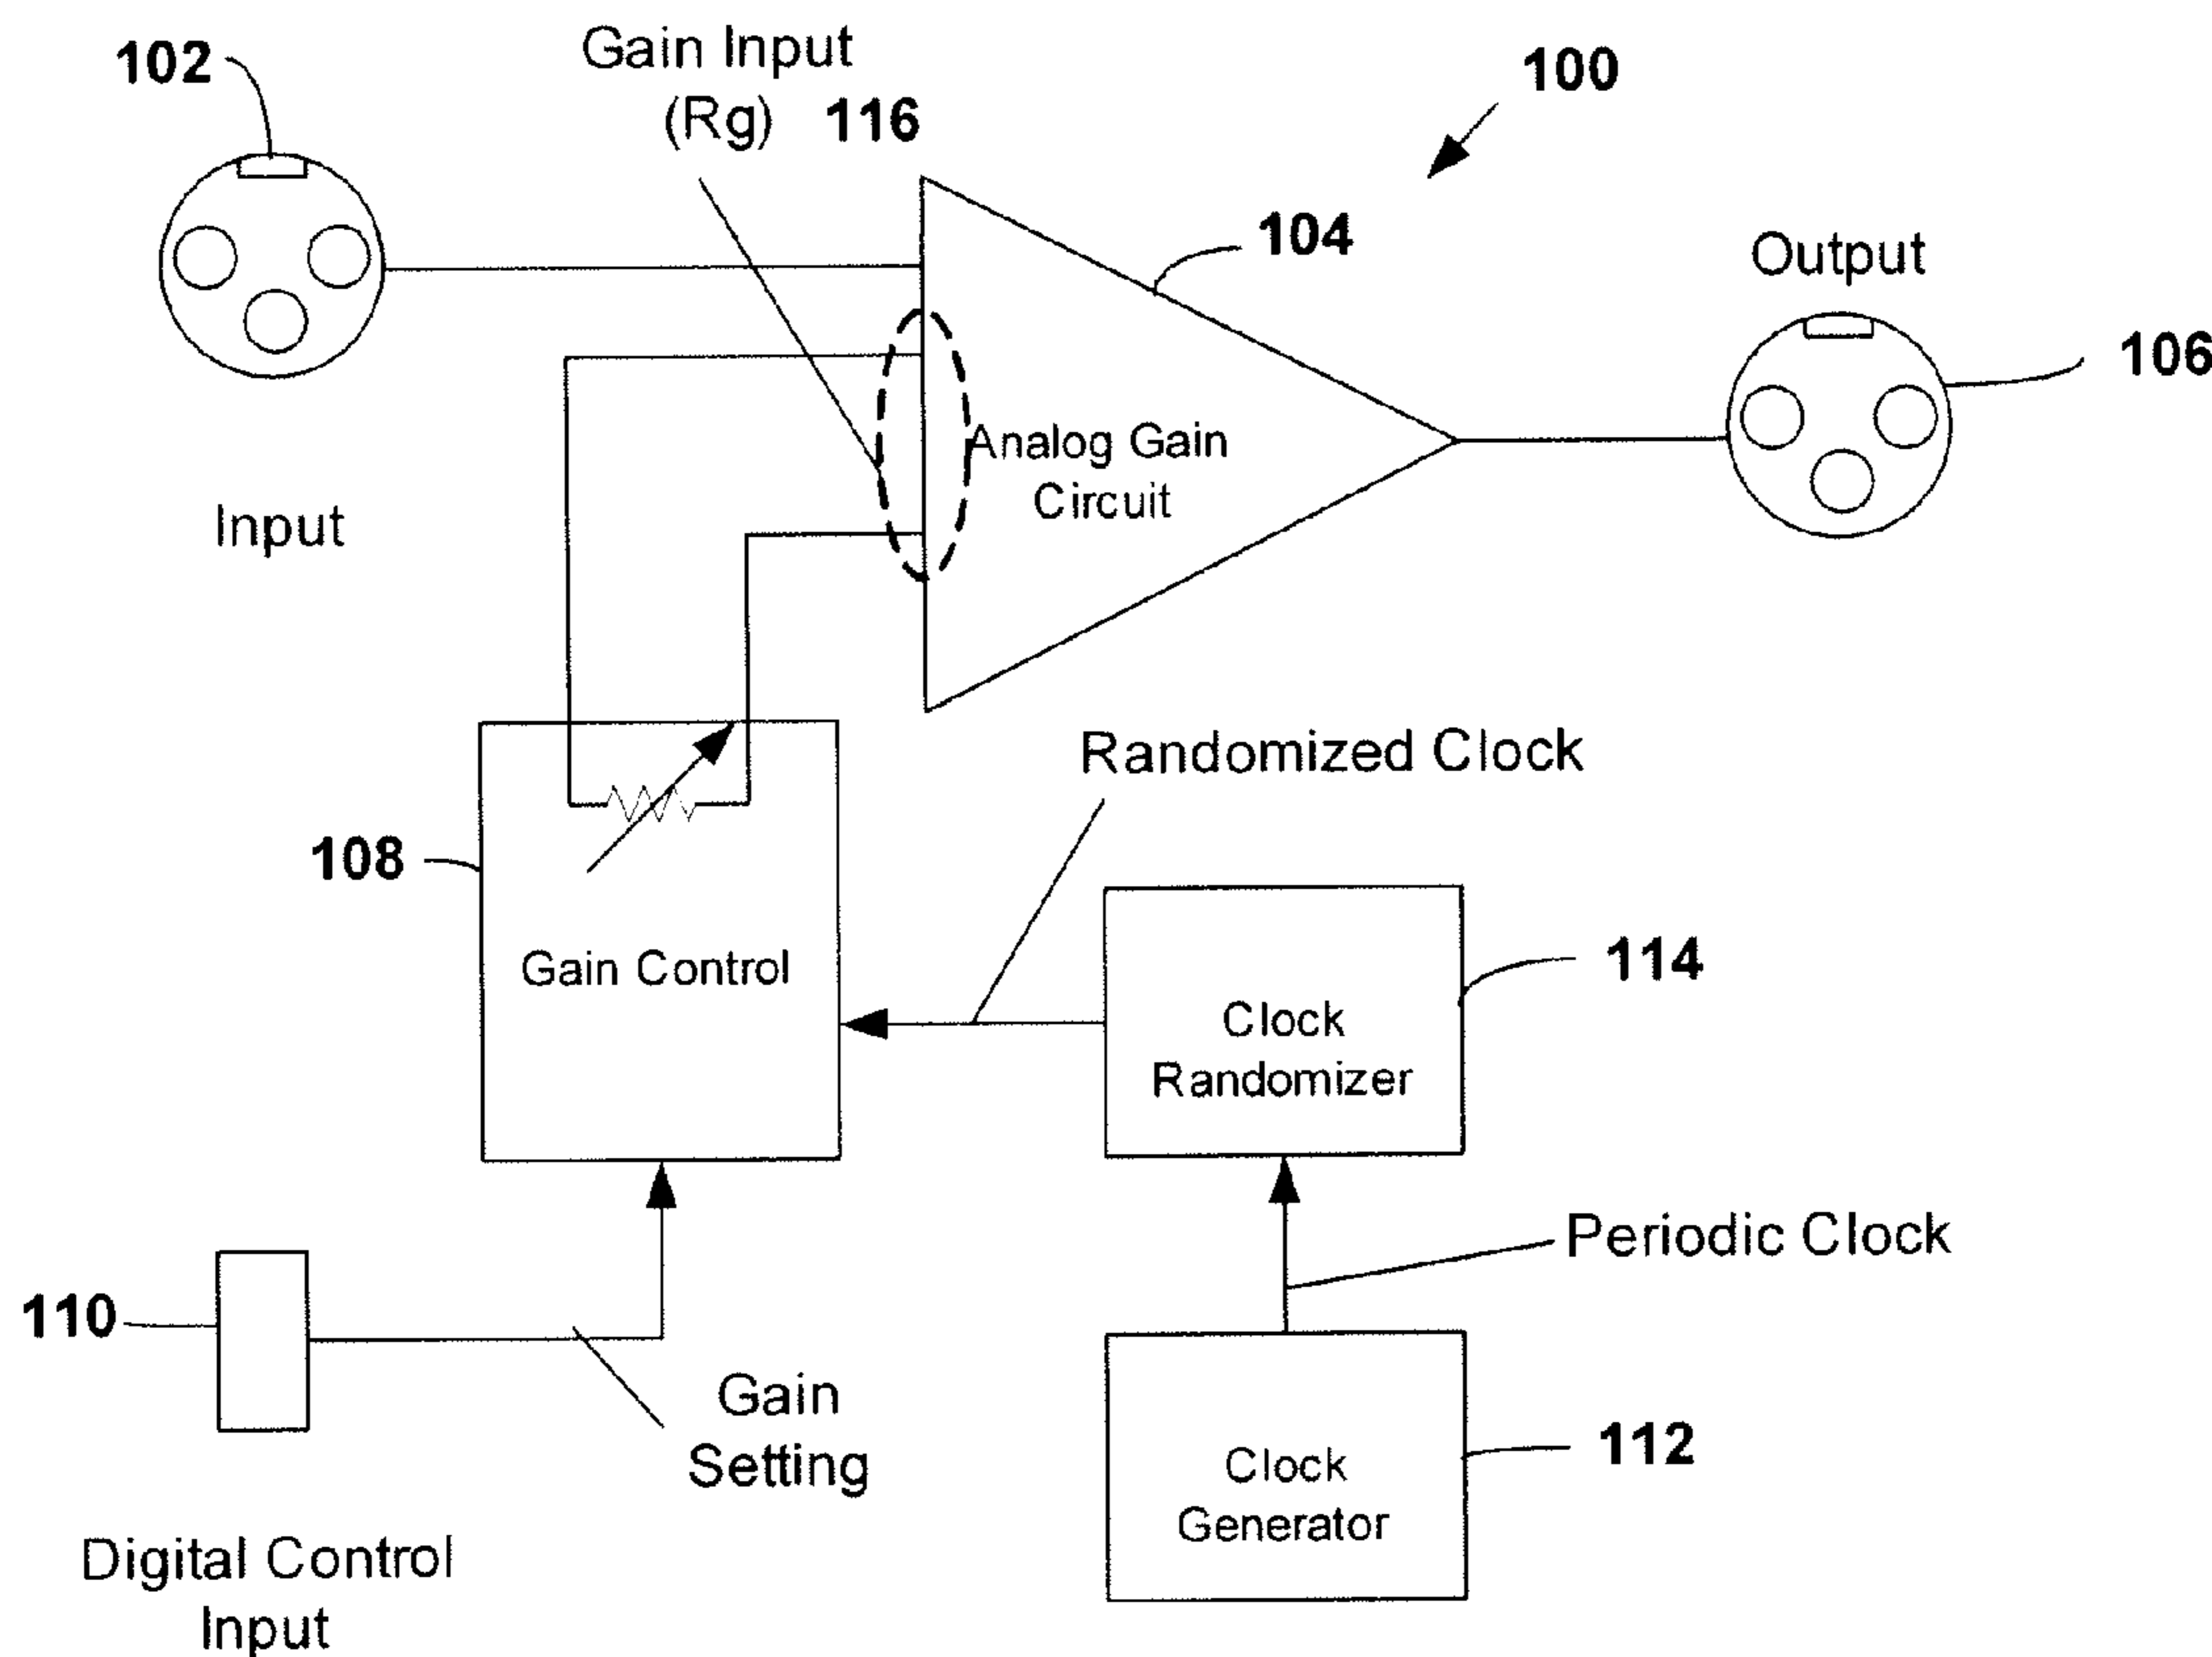 102
Gain Input
(Rg) 116
100
104
Output
106
Analog Gain
Circuit
Input
Randomized Clock
108
Gain Control
114
Clock
Randomizer
Periodic Clock
110
Gain
Setting
112
Clock
Generator
Digital Control
Input